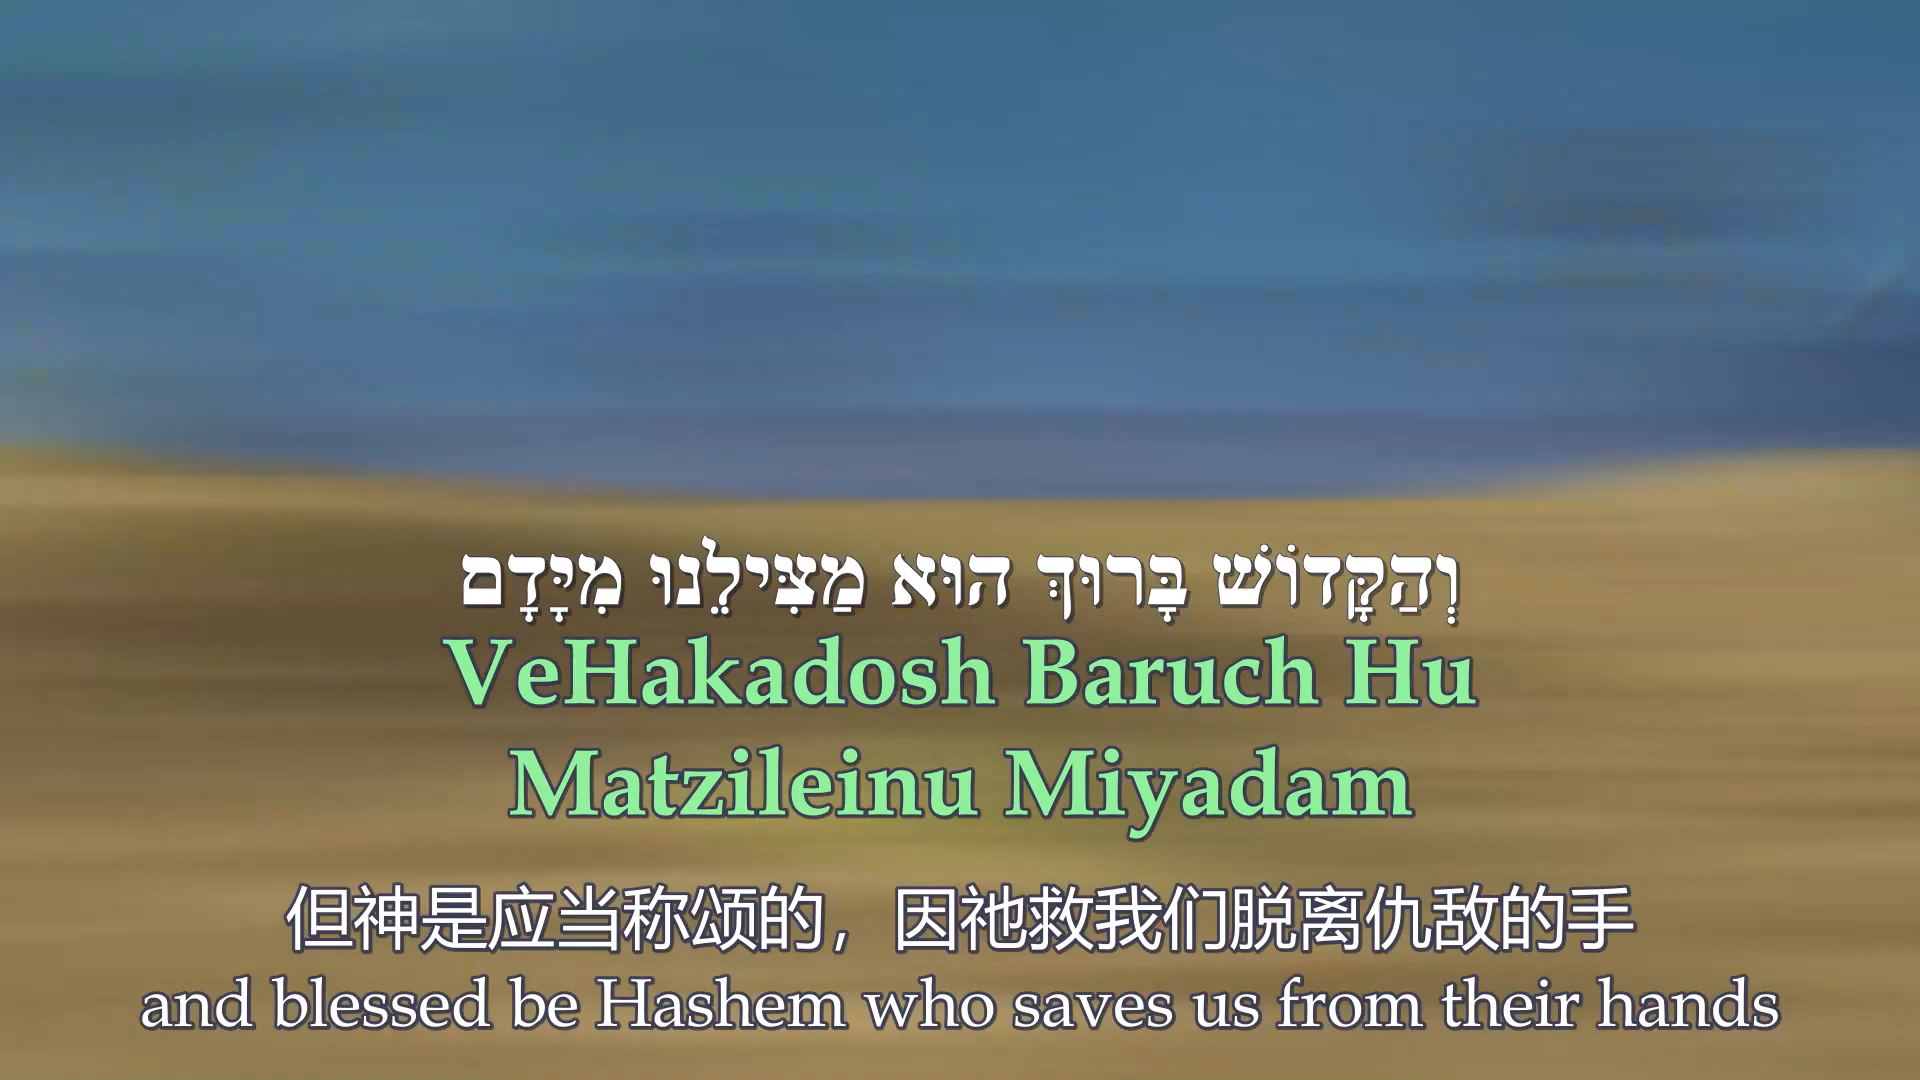 וְהַקָּדוֹשׁ בָּרוּךְ הוּא מַצִּילֵנוּ מִיָּדָם
VeHakadosh Baruch Hu
Matzileinu Miyadam
但神是应当称颂的，因祂救我们脱离仇敌的手
and blessed be Hashem who saves us from their hands